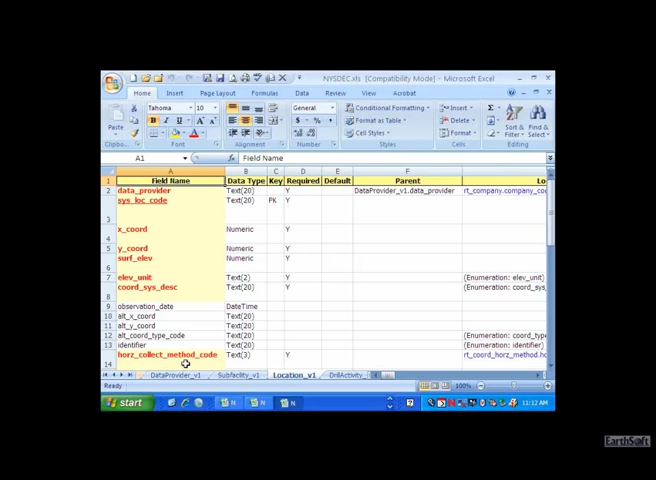 NYSDEC.xls [Compatibility Mode] - Microsoft Excel
Home Insert Page Layout Formulas Data Review View Acrobat
Paste
Tahoma 10
B I U
General
$ % ,
Conditional Formatting
Format as Table
Cell Styles
Insert
Delete
Format
Sort & Filter
Find & Select
Font Alignment Number Styles Cells Editing
A1 Field Name
A B C D E F
1 Field Name Data Type Key Required Default Parent
2 data_provider Text(20) Y DataProvider_v1.data_provider rt_company.company_co
3 sys_loc_code Text(20) PK Y
x_coord Numeric Y
5 y_coord Numeric Y
6 surf_elev Numeric Y
7 elev_unit Text(2) Y (Enumeration: elev_unit)
8 coord_sys_desc Text(20) Y (Enumeration: coord_sys_
9 observation_date DateTime
10 alt_x_coord Text(20)
11 alt_y_coord Text(20)
12 alt_coord_type_code Text(20) (Enumeration: coord_type
13 identifier Text(20) (Enumeration: identifier)
14 horz_collect_method_code Text(3) Y rt_coord_horz_method.ho
DataProvider_v1 Subfacility_v1 Location_v1 DrillActivity_
Ready 100%
start N N N 11:12 AM
EarthSoft